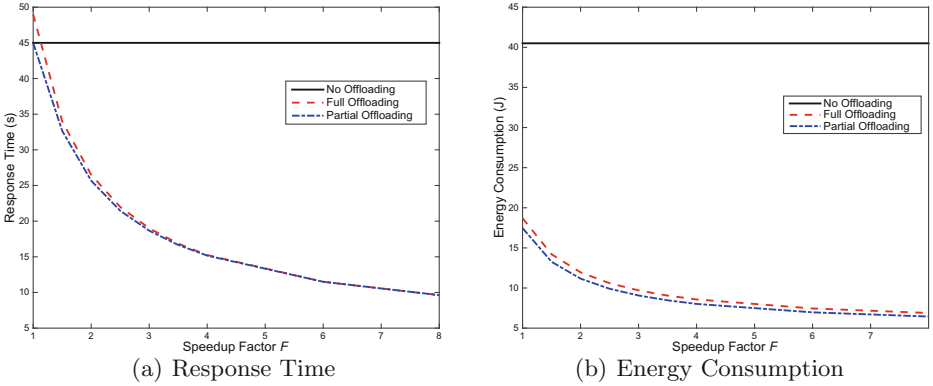 50
45
40
35
30
25
20
15
10
5
Response Time (s)
No Offloading
Full Offloading
Partial Offloading
1 2 3 4 5 6 7 8
Speedup Factor F
(a) Response Time
45
40
35
30
25
20
15
10
5
Energy Consumption (J)
No Offloading
Full Offloading
Partial Offloading
1 2 3 4 5 6 7
Speedup Factor F
(b) Energy Consumption